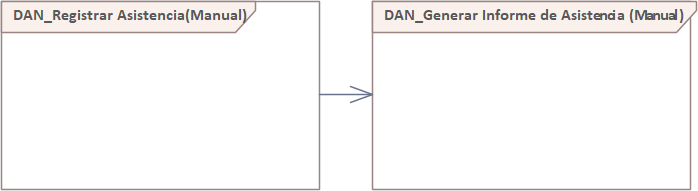 DAN_Registrar Asistencia(Manual)
DAN_Generar Informe de Asistencia (Manual)